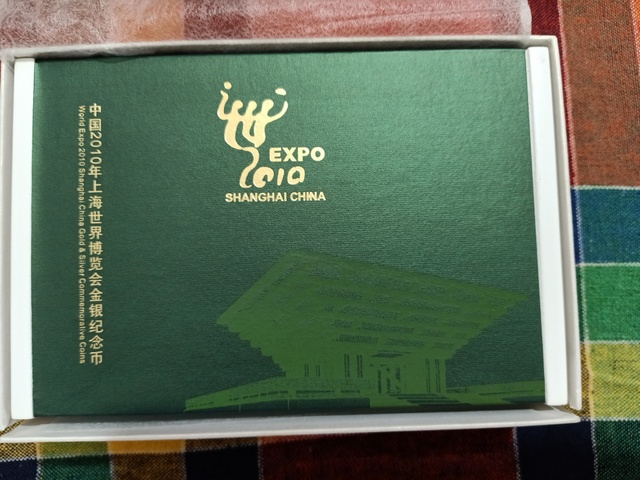 中国2010年上海世界博览会金银纪念币
World Expo 2010 Shanghai China Gold & Silver Commemorative Coins
EXPO
2010
SHANGHAI CHINA